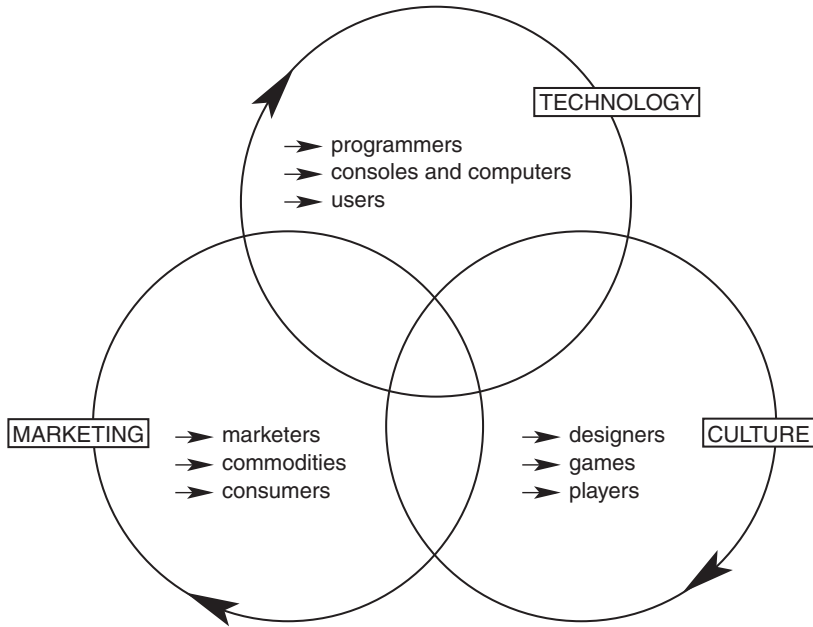 TECHNOLOGY
programmers
consoles and computers
users
MARKETING
marketers
commodities
consumers
CULTURE
designers
games
players